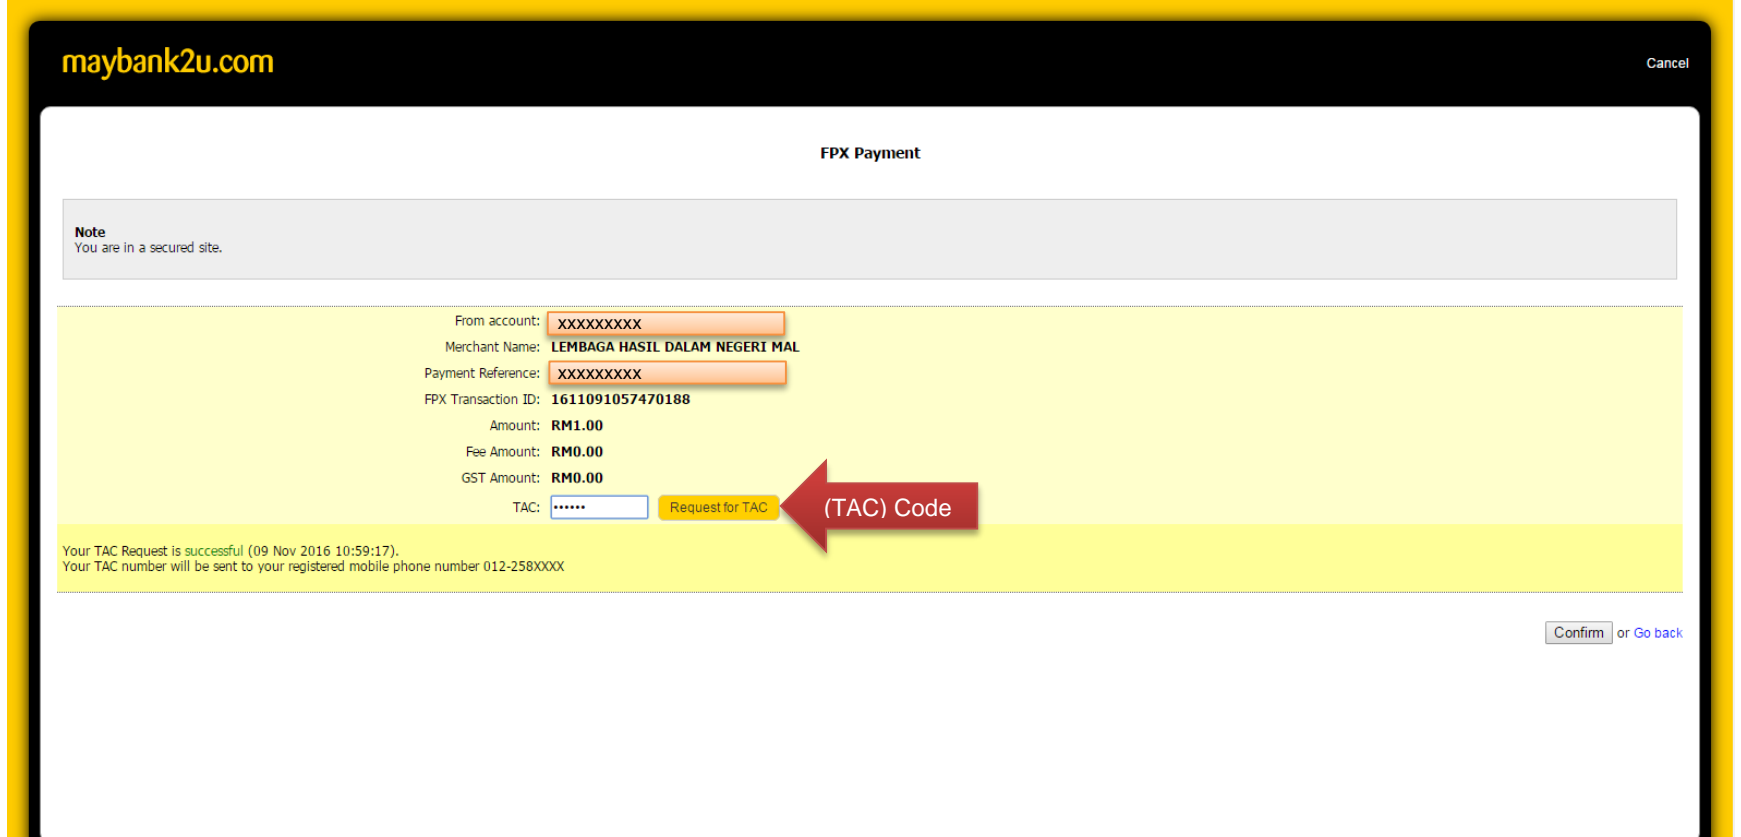 maybank2u.com
Cancel
FPX Payment
Note
You are in a secured site.
From account: XXXXXXXXX
Merchant Name: LEMBAGA HASIL DALAM NEGERI MAL
Payment Reference: XXXXXXXXX
FPX Transaction ID: 1611091057470188
Amount: RM1.00
Fee Amount: RM0.00
GST Amount: RM0.00
TAC: •••••• Request for TAC (TAC) Code
Your TAC Request is successful (09 Nov 2016 10:59:17).
Your TAC number will be sent to your registered mobile phone number 012-258XXXX
Confirm or Go back